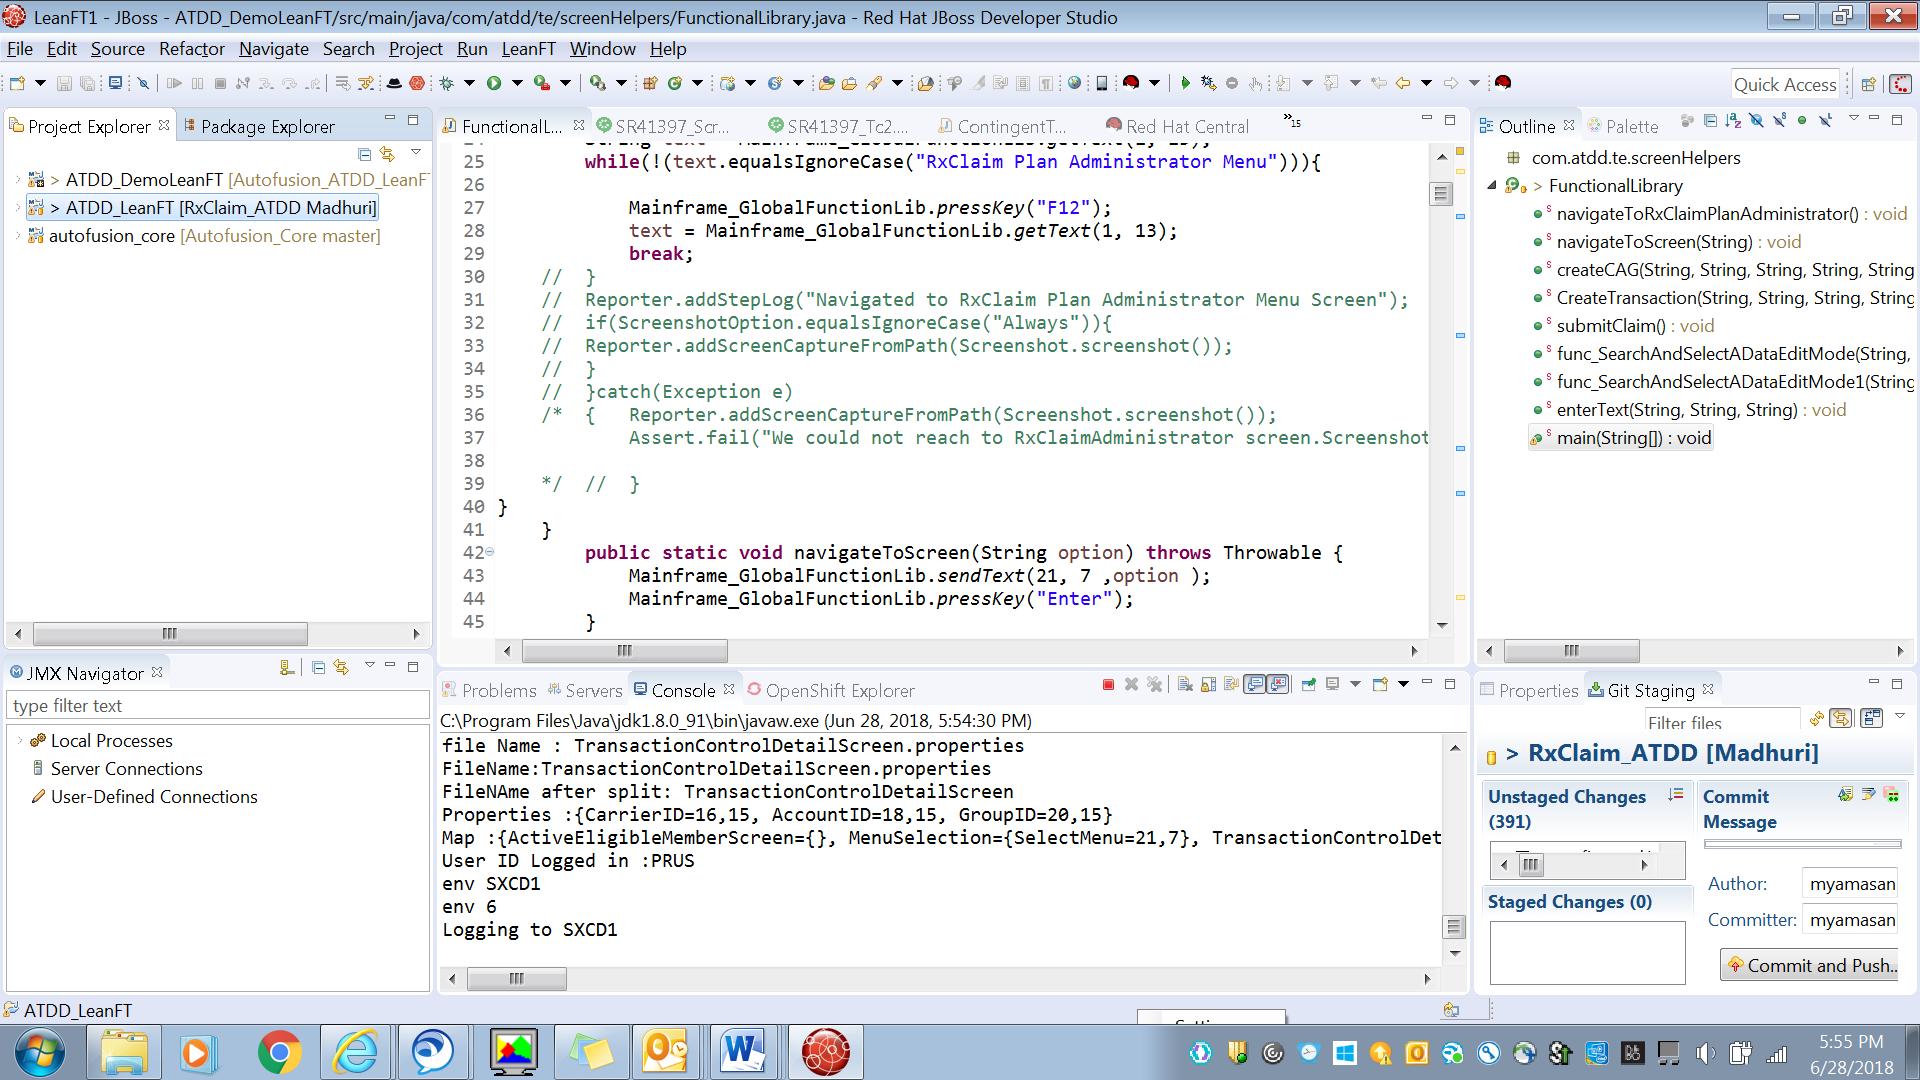 LeanFT1 - JBoss - ATDD_DemoLeanFT/src/main/java/com/atdd/te/screenHelpers/FunctionalLibrary.java - Red Hat JBoss Developer Studio
File Edit Source Refactor Navigate Search Project Run LeanFT Window Help
Quick Access
Project Explorer Package Explorer
> ATDD_DemoLeanFT [Autofusion_ATDD_LeanF
> ATDD_LeanFT [RxClaim_ATDD Madhuri]
autofusion_core [Autofusion_Core master]
FunctionalL... SR41397_Scr... SR41397_Tc2... ContingentT... Red Hat Central »15
25 while(!(text.equalsIgnoreCase("RxClaim Plan Administrator Menu"))){
26
27 Mainframe_GlobalFunctionLib.pressKey("F12");
28 text = Mainframe_GlobalFunctionLib.getText(1, 13);
29 break;
30 // }
31 // Reporter.addStepLog("Navigated to RxClaim Plan Administrator Menu Screen");
32 // if(ScreenshotOption.equalsIgnoreCase("Always")){
33 // Reporter.addScreenCaptureFromPath(Screenshot.screenshot());
34 // }
35 // }catch(Exception e)
36 /* { Reporter.addScreenCaptureFromPath(Screenshot.screenshot());
37 Assert.fail("We could not reach to RxClaimAdministrator screen.Screenshot
38
39 */ // }
40 }
41 }
42 public static void navigateToScreen(String option) throws Throwable {
43 Mainframe_GlobalFunctionLib.sendText(21, 7 ,option );
44 Mainframe_GlobalFunctionLib.pressKey("Enter");
45 }
Outline Palette
com.atdd.te.screenHelpers
> FunctionalLibrary
navigateToRxClaimPlanAdministrator() : void
navigateToScreen(String) : void
createCAG(String, String, String, String, String
CreateTransaction(String, String, String, String
submitClaim() : void
func_SearchAndSelectADataEditMode(String,
func_SearchAndSelectADataEditMode1(String
enterText(String, String, String) : void
main(String[]) : void
JMX Navigator
type filter text
Local Processes
Server Connections
User-Defined Connections
Problems Servers Console OpenShift Explorer
C:\Program Files\Java\jdk1.8.0_91\bin\javaw.exe (Jun 28, 2018, 5:54:30 PM)
file Name : TransactionControlDetailScreen.properties
FileName:TransactionControlDetailScreen.properties
FileNAme after split: TransactionControlDetailScreen
Properties :{CarrierID=16,15, AccountID=18,15, GroupID=20,15}
Map :{ActiveEligibleMemberScreen={}, MenuSelection={SelectMenu=21,7}, TransactionControlDet
User ID Logged in :PRUS
env SXCD1
env 6
Logging to SXCD1
Properties Git Staging
Filter files
> RxClaim_ATDD [Madhuri]
Unstaged Changes (391)
Commit Message
Staged Changes (0)
Author: myamasan
Committer: myamasan
Commit and Push..
ATDD_LeanFT
5:55 PM
6/28/2018